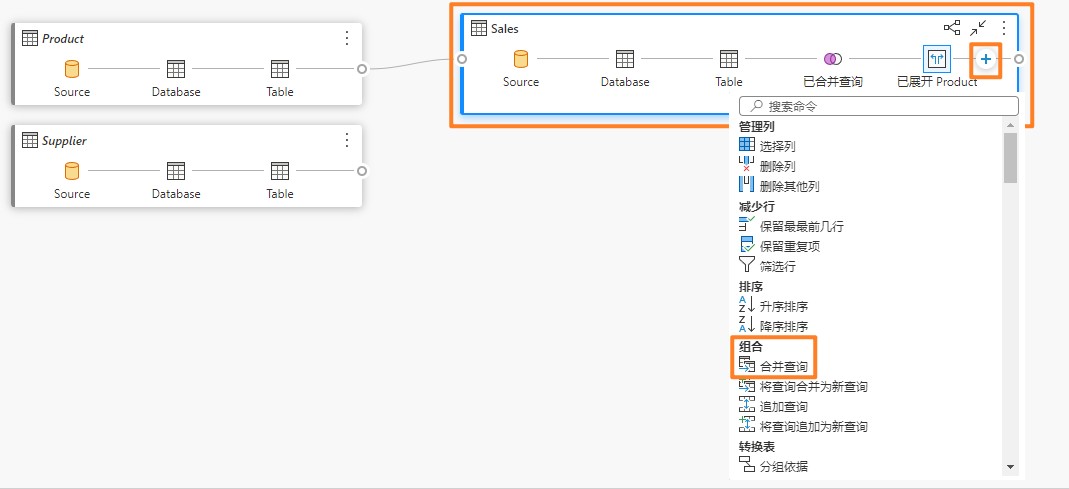 Product
Source Database Table
Supplier
Source Database Table
Sales
Source Database Table 已合并查询 已展开 Product
搜索命令
管理列
选择列
删除列
删除其他列
减少行
保留最最前几行
保留重复项
筛选行
排序
升序排序
降序排序
组合
合并查询
将查询合并为新查询
追加查询
将查询追加为新查询
转换表
分组依据